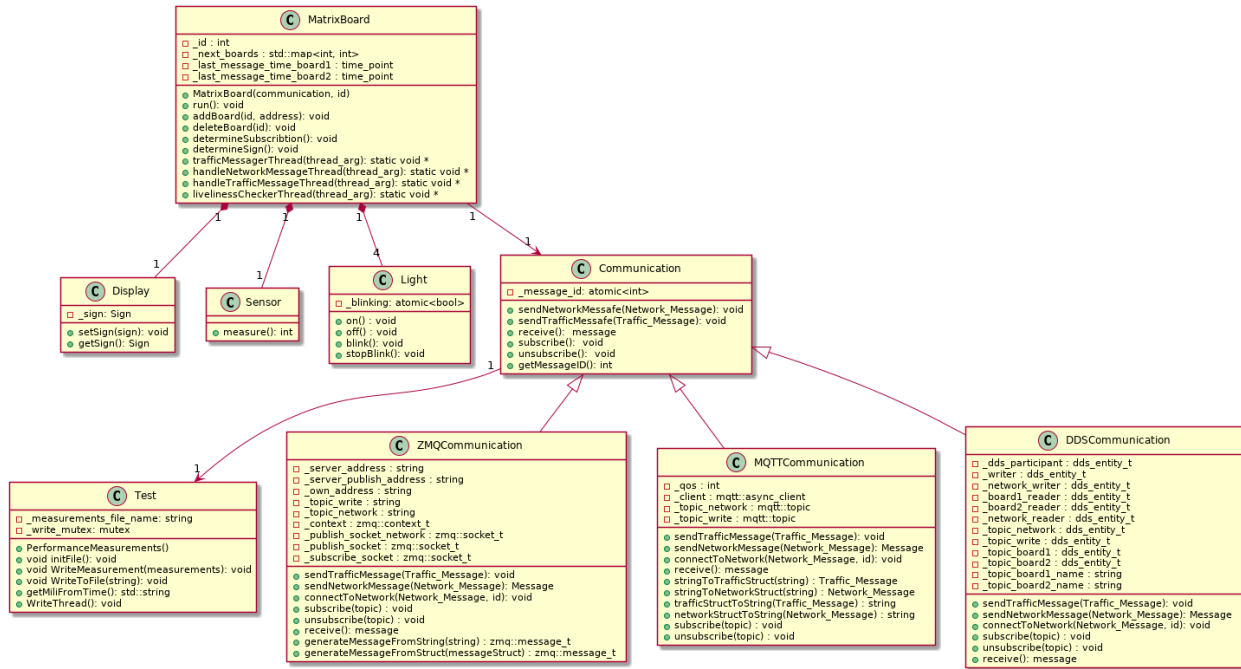 C MatrixBoard
_id : int
_next_boards : std::map<int, int>
_last_message_time_board1 : time_point
_last_message_time_board2 : time_point
MatrixBoard(communication, id)
run(): void
addBoard(id, address): void
deleteBoard(id): void
determineSubscribtion(): void
determineSign(): void
trafficMessagerThread(thread_arg): static void *
handleNetworkMessageThread(thread_arg): static void *
handleTrafficMessageThread(thread_arg): static void *
livelinessCheckerThread(thread_arg): static void *
1 1 1 1
1 1 4 1
C Display
_sign: Sign
setSign(sign): void
getSign(): Sign
C Sensor
measure(): int
C Light
_blinking: atomic<bool>
on() : void
off() : void
blink(): void
stopBlink(): void
C Communication
_message_id: atomic<int>
sendNetworkMessafe(Network_Message): void
sendTrafficMessafe(Traffic_Message): void
receive(): message
subscribe(): void
unsubscribe(): void
getMessageID(): int
1
1
C Test
_measurements_file_name: string
_write_mutex: mutex
PerformanceMeasurements()
void initFile(): void
void WriteMeasurement(measurements): void
void WriteToFile(string): void
getMiliFromTime(): std::string
WriteThread(): void
C ZMQCommunication
_server_address : string
_server_publish_address : string
_own_address : string
_topic_write : string
_topic_network : string
_context : zmq::context_t
_publish_socket_network : zmq::socket_t
_publish_socket : zmq::socket_t
_subscribe_socket : zmq::socket_t
sendTrafficMessage(Traffic_Message): void
sendNetworkMessage(Network_Message): Message
connectToNetwork(Network_Message, id): void
subscribe(topic) : void
unsubscribe(topic) : void
receive(): message
generateMessageFromString(string) : zmq::message_t
generateMessageFromStruct(messageStruct) : zmq::message_t
C MQTTCommunication
_qos : int
_client : mqtt::async_client
_topic_network : mqtt::topic
_topic_write : mqtt::topic
sendTrafficMessage(Traffic_Message): void
sendNetworkMessage(Network_Message): Message
connectToNetwork(Network_Message, id): void
receive(): message
stringToTrafficStruct(string) : Traffic_Message
stringToNetworkStruct(string) : Network_Message
trafficStructToString(Traffic_Message) : string
networkStructToString(Network_Message) : string
subscribe(topic) : void
unsubscribe(topic) : void
C DDSCommunication
_dds_participant : dds_entity_t
_writer : dds_entity_t
_network_writer : dds_entity_t
_board1_reader : dds_entity_t
_board2_reader : dds_entity_t
_network_reader : dds_entity_t
_topic_network : dds_entity_t
_topic_write : dds_entity_t
_topic_board1 : dds_entity_t
_topic_board2 : dds_entity_t
_topic_board1_name : string
_topic_board2_name : string
sendTrafficMessage(Traffic_Message): void
sendNetworkMessage(Network_Message): Message
connectToNetwork(Network_Message, id): void
subscribe(topic) : void
unsubscribe(topic) : void
receive(): message